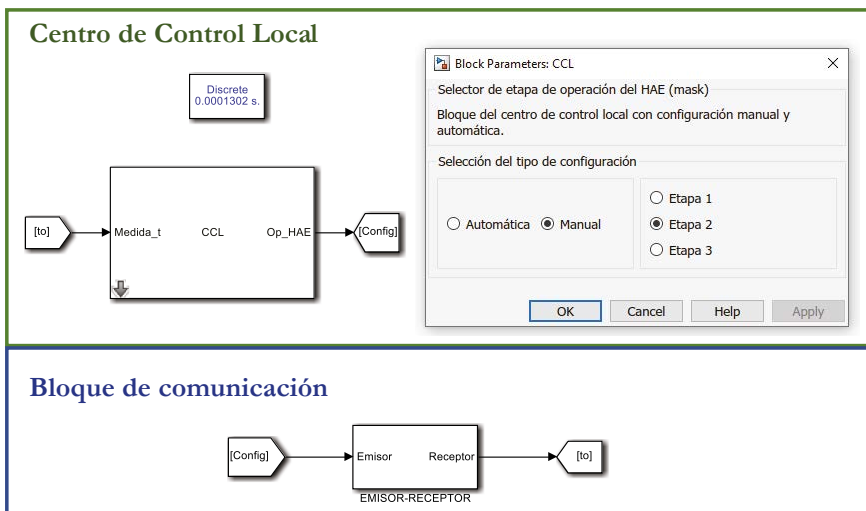 Centro de Control Local
Discrete
0.0001302 s.
[to]
Medida_t
CCL
Op_HAE
[Config]
Block Parameters: CCL
Selector de etapa de operación del HAE (mask)
Bloque del centro de control local con configuración manual y
automática.
Selección del tipo de configuración
Automática
Manual
Etapa 1
Etapa 2
Etapa 3
OK
Cancel
Help
Apply
Bloque de comunicación
[Config]
Emisor
Receptor
[to]
EMISOR-RECEPTOR